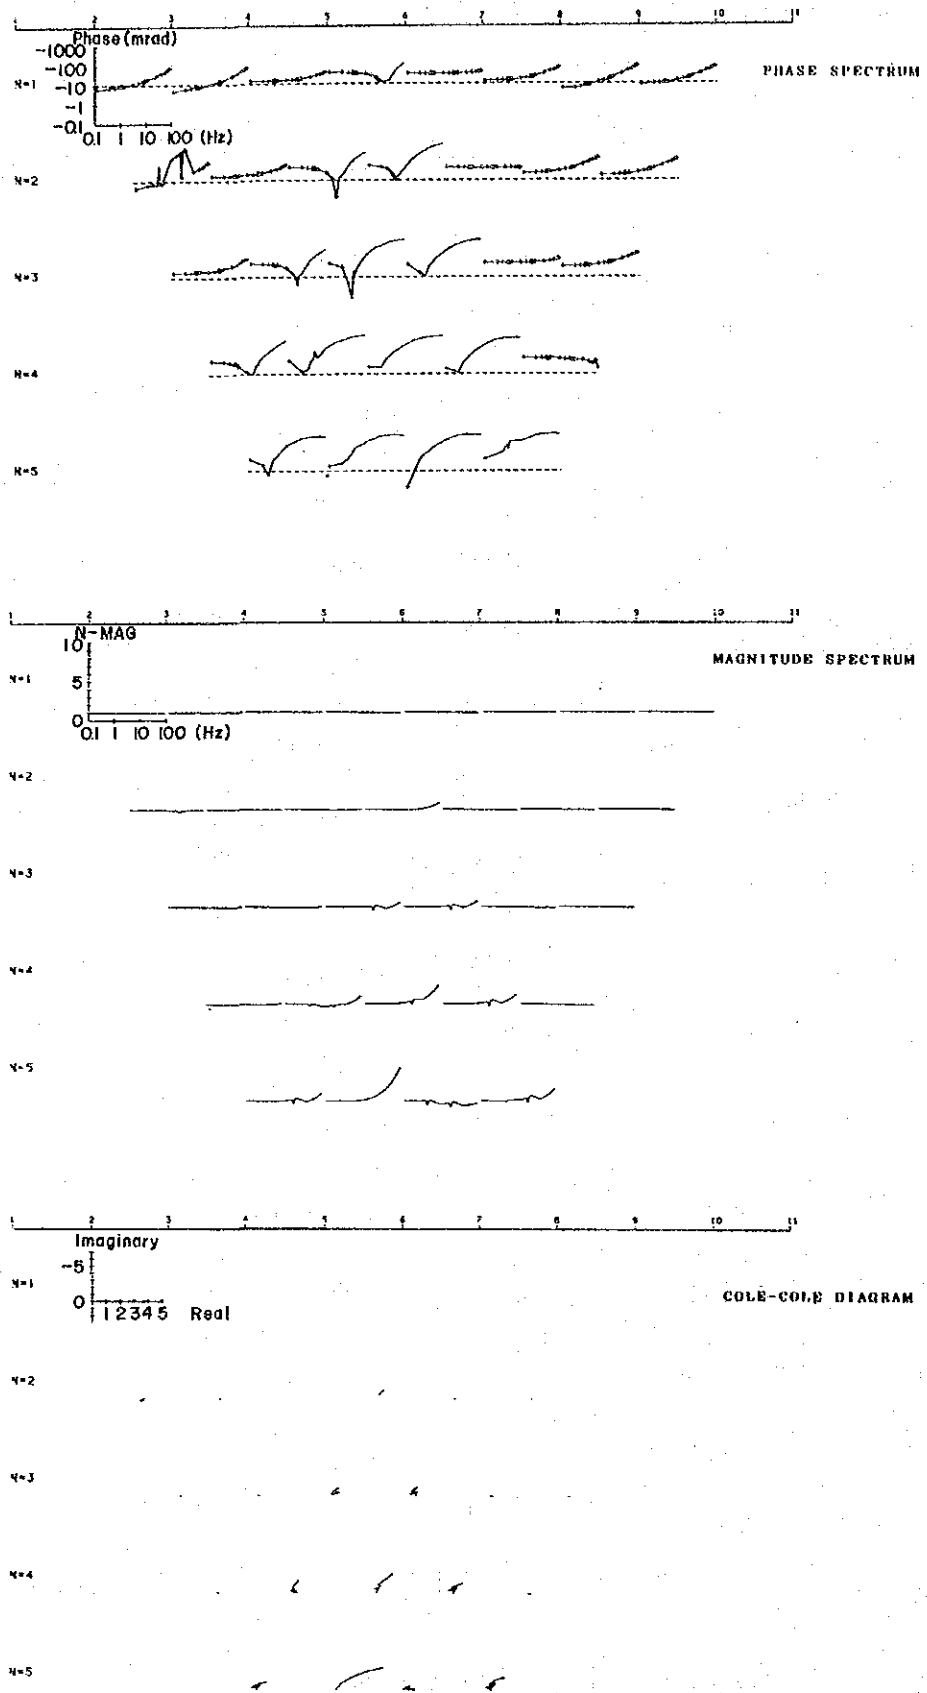 1 2 3 4 5 6 7 8 9 10 11
Phase (mrad)
-1000
-100
-10
-1
-0.1
0.1 1 10 100 (Hz)
PHASE SPECTRUM
N=1
N=2
N=3
N=4
N=5
1 2 3 4 5 6 7 8 9 10 11
N-MAG
10
5
0
0.1 1 10 100 (Hz)
MAGNITUDE SPECTRUM
N=1
N=2
N=3
N=4
N=5
1 2 3 4 5 6 7 8 9 10 11
Imaginary
-5
0
1 2 3 4 5 Real
COLE-COLE DIAGRAM
N=1
N=2
N=3
N=4
N=5